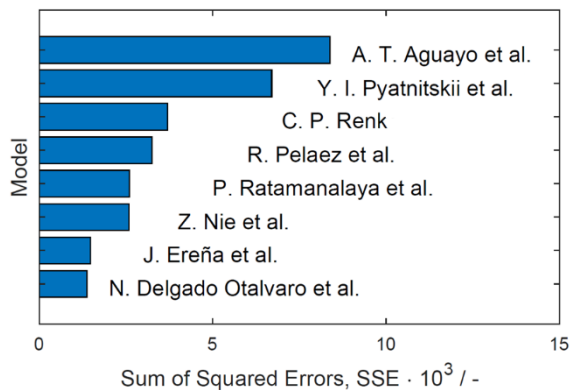 A. T. Aguayo et al.
Y. I. Pyatnitskii et al.
C. P. Renk
R. Pelaez et al.
P. Ratamanalaya et al.
Z. Nie et al.
J. Ereña et al.
N. Delgado Otalvaro et al.
Model
0 5 10 15
Sum of Squared Errors, SSE · 10³ / -